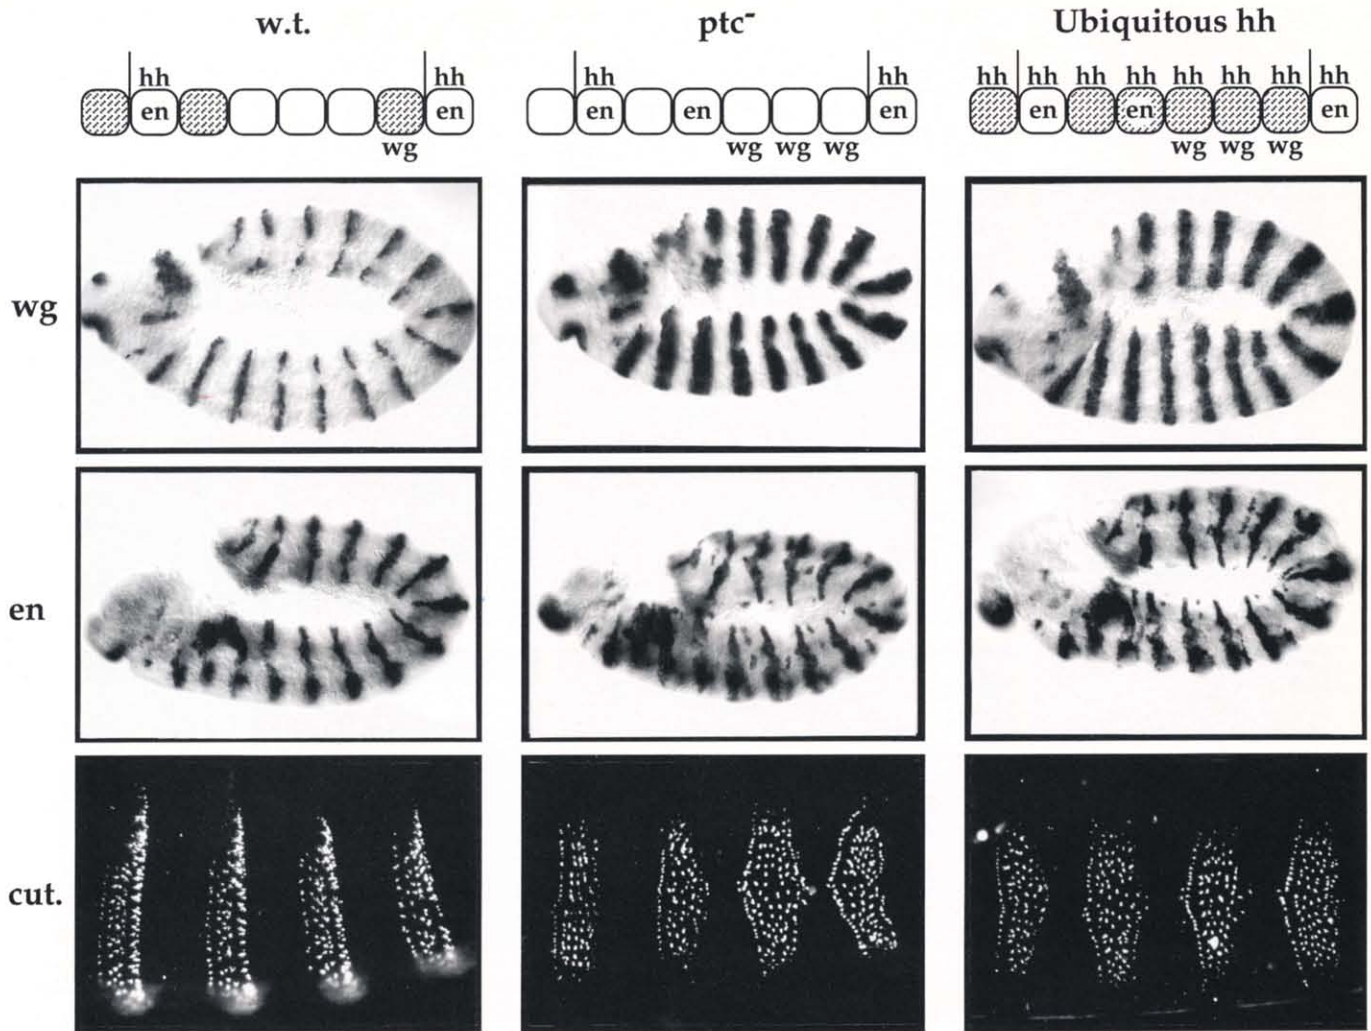 w.t. ptc- Ubiquitous hh
hh hh hh hh hh hh hh hh hh hh hh hh
en en en en en en en en en
wg wg wg wg wg wg wg
wg
en
cut.